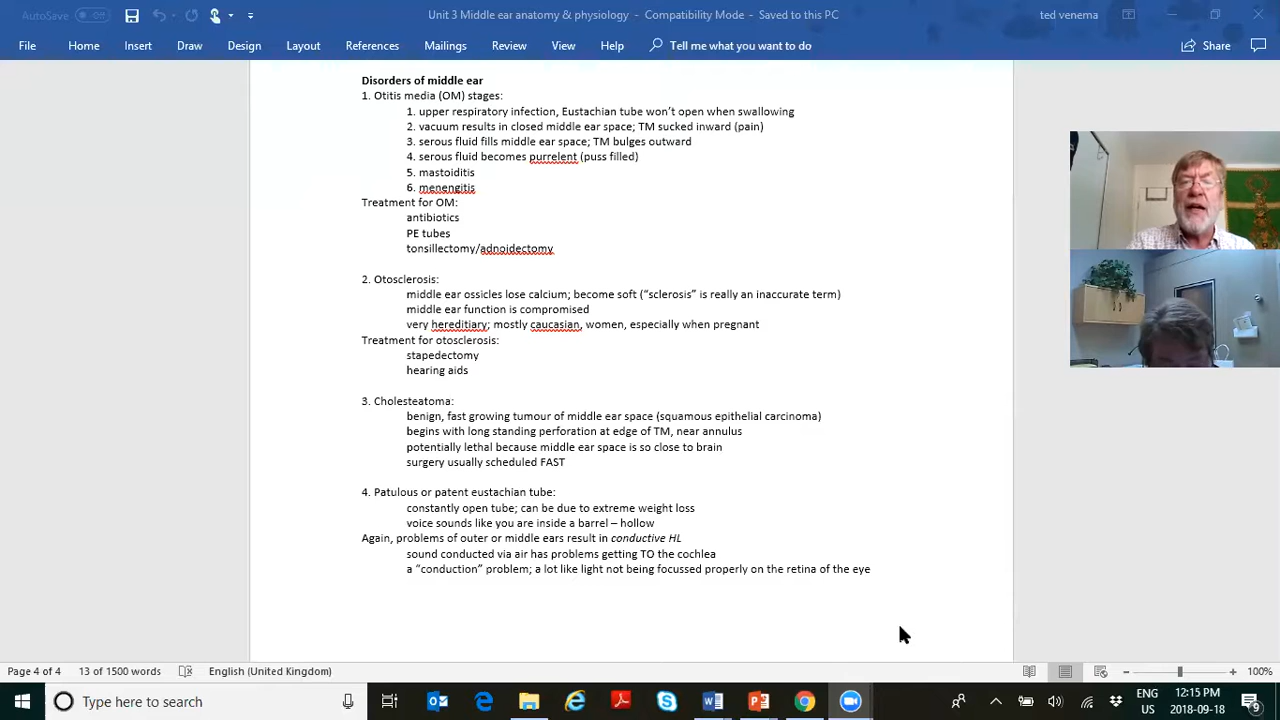 AutoSave Off
Unit 3 Middle ear anatomy & physiology - Compatibility Mode - Saved to this PC
ted venema
File Home Insert Draw Design Layout References Mailings Review View Help Tell me what you want to do Share
Disorders of middle ear
1. Otitis media (OM) stages:
1. upper respiratory infection, Eustachian tube won't open when swallowing
2. vacuum results in closed middle ear space; TM sucked inward (pain)
3. serous fluid fills middle ear space; TM bulges outward
4. serous fluid becomes purrelent (puss filled)
5. mastoiditis
6. menengitis
Treatment for OM:
antibiotics
PE tubes
tonsillectomy/adnoidectomy
2. Otosclerosis:
middle ear ossicles lose calcium; become soft ("sclerosis" is really an inaccurate term)
middle ear function is compromised
very hereditiary; mostly caucasian, women, especially when pregnant
Treatment for otosclerosis:
stapedectomy
hearing aids
3. Cholesteatoma:
benign, fast growing tumour of middle ear space (squamous epithelial carcinoma)
begins with long standing perforation at edge of TM, near annulus
potentially lethal because middle ear space is so close to brain
surgery usually scheduled FAST
4. Patulous or patent eustachian tube:
constantly open tube; can be due to extreme weight loss
voice sounds like you are inside a barrel – hollow
Again, problems of outer or middle ears result in conductive HL
sound conducted via air has problems getting TO the cochlea
a "conduction" problem; a lot like light not being focussed properly on the retina of the eye
Page 4 of 4 13 of 1500 words English (United Kingdom) 100%
Type here to search
ENG
US
12:15 PM
2018-09-18
9